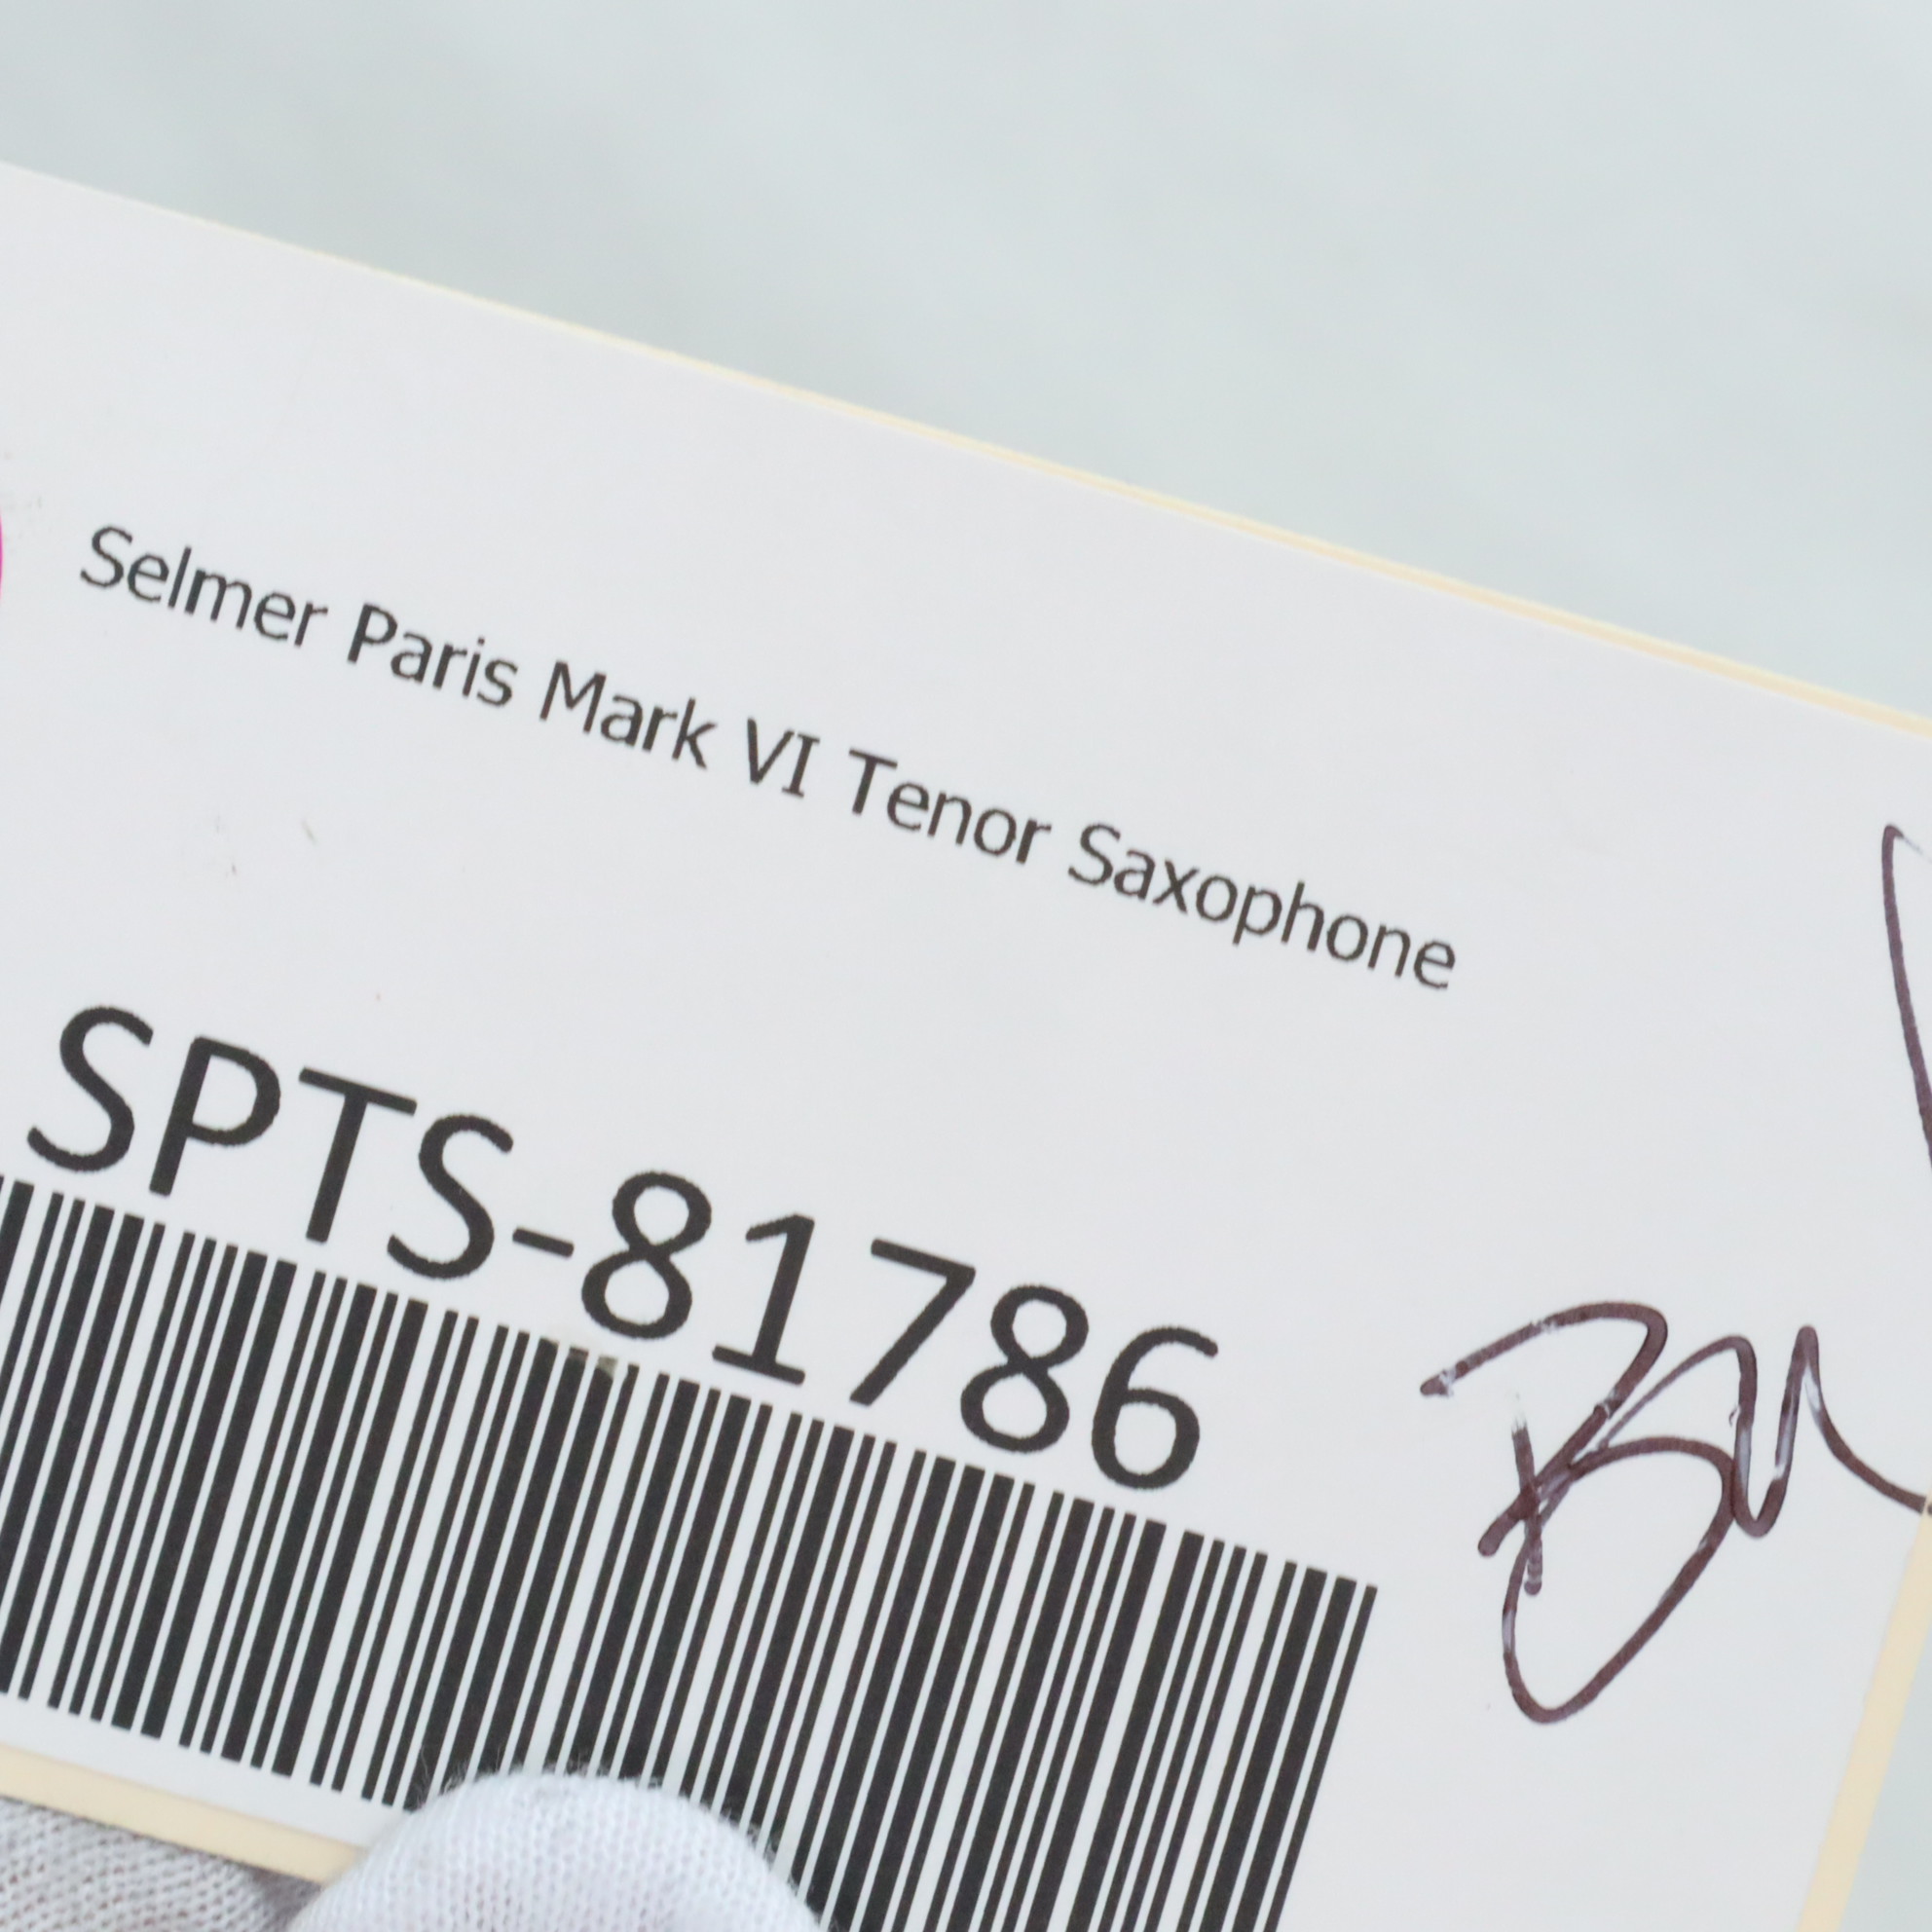 Selmer Paris Mark VI Tenor Saxophone
SPTS-81786